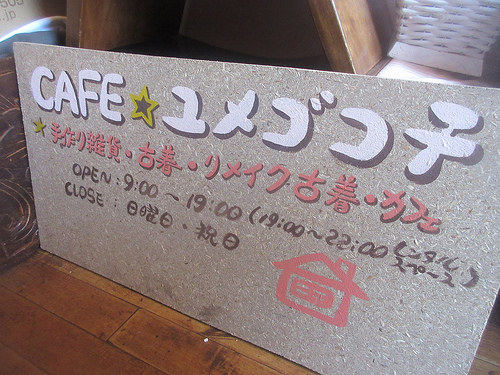 CAFE☆ユメゴコチ
★手作り雑貨・古着・リメイク古着・カフェ
OPEN:9:00~19:00(19:00~22:00 レンタルスペース)
CLOSE:日曜日・祝日